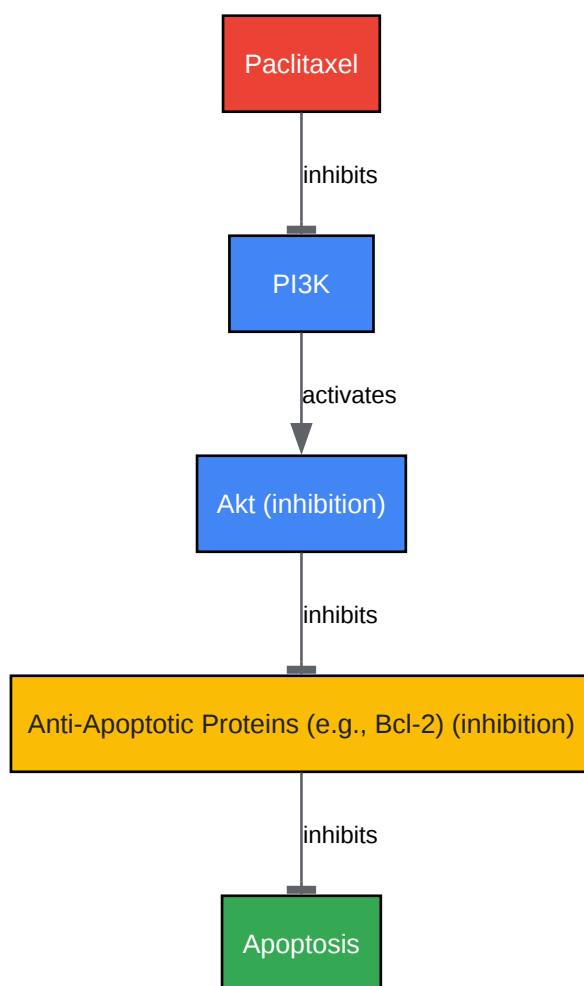 Paclitaxel
inhibits
PI3K
activates
Akt (inhibition)
inhibits
Anti-Apoptotic Proteins (e.g., Bcl-2) (inhibition)
inhibits
Apoptosis